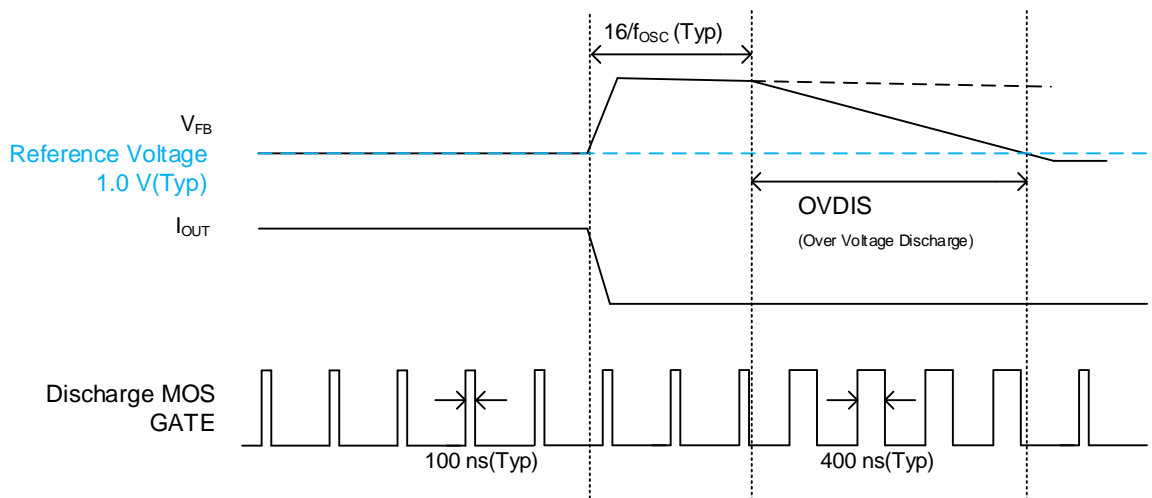 16/fOSC (Typ)
VFB
Reference Voltage
1.0 V(Typ)
OVDIS
(Over Voltage Discharge)
IOUT
Discharge MOS
GATE
100 ns(Typ)
400 ns(Typ)